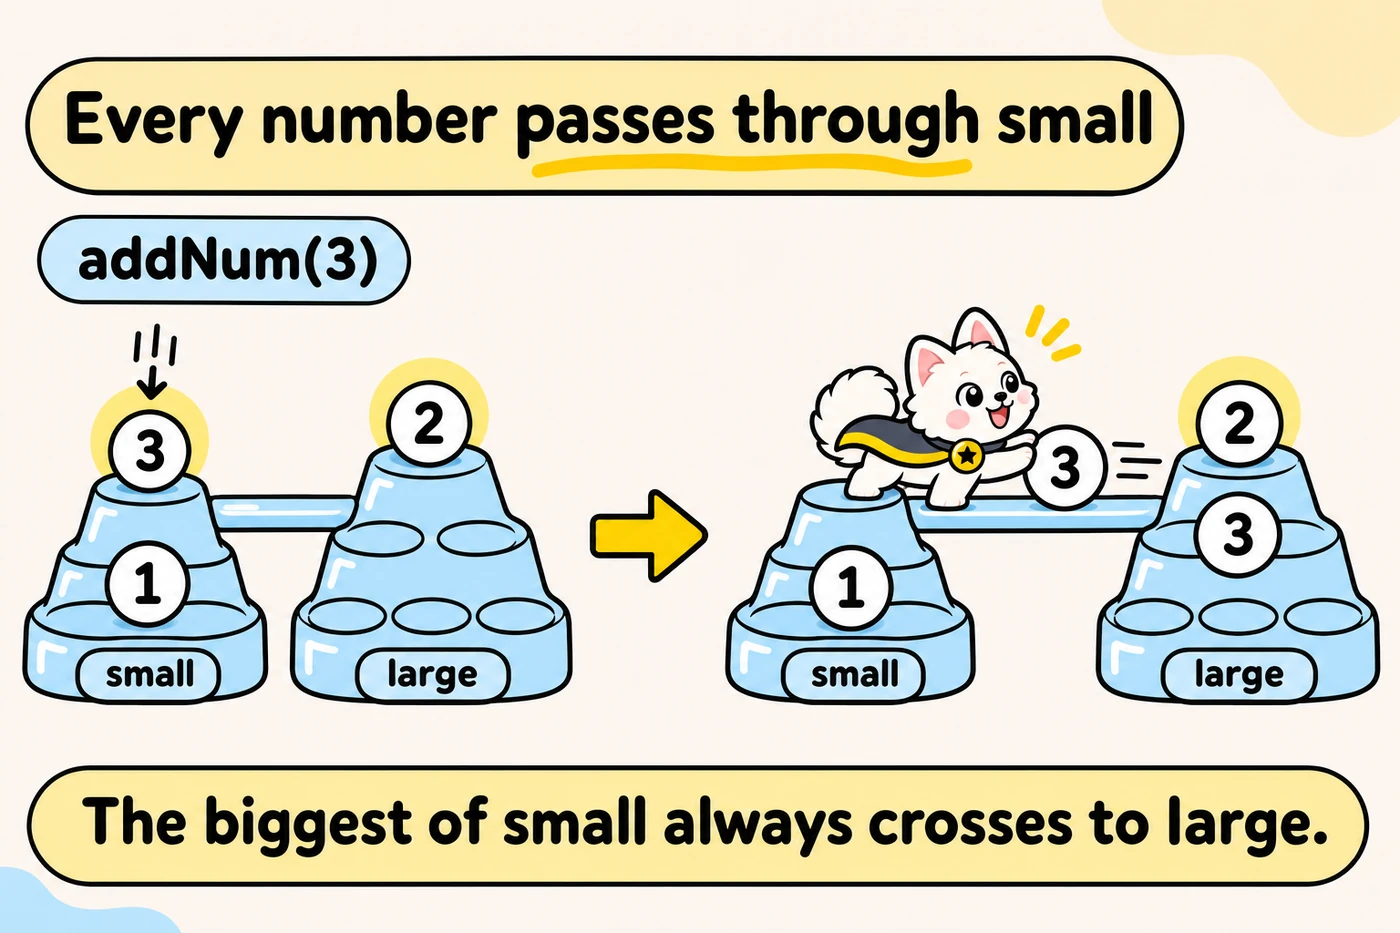 Every number passes through small
addNum(3)
3
2
1
small
large
3
2
3
1
small
large
The biggest of small always crosses to large.